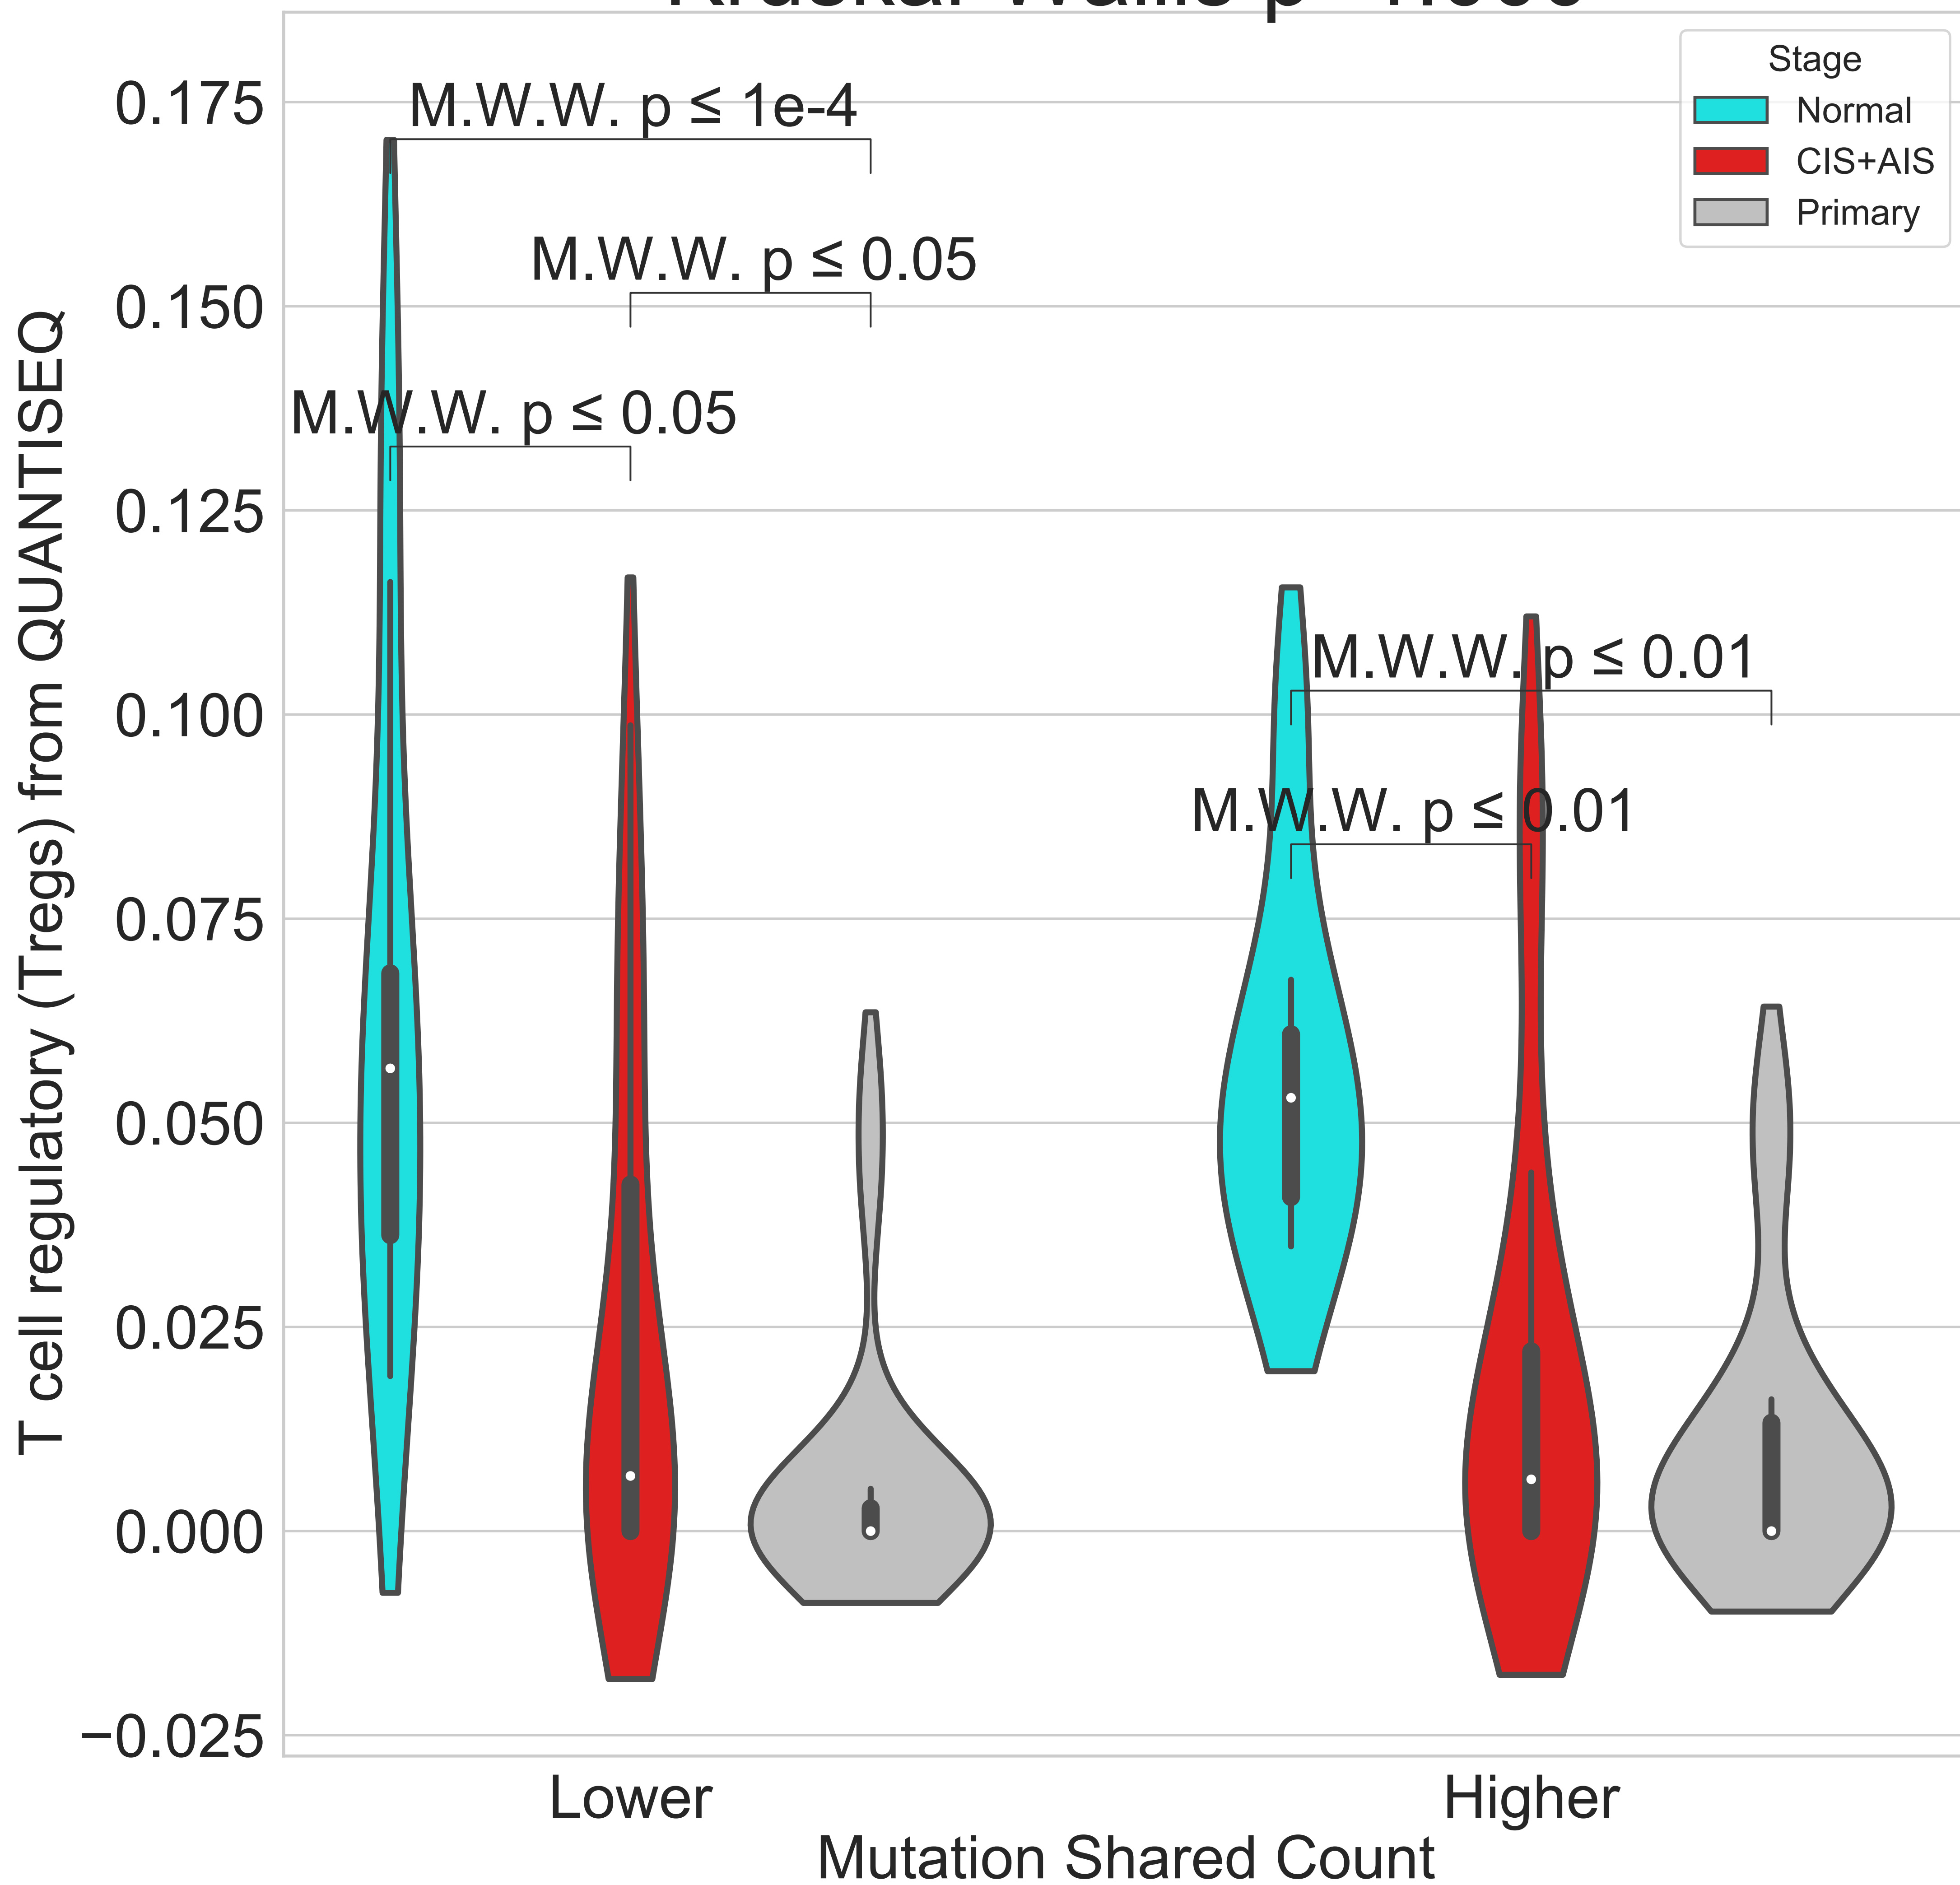 Stage
Normal
CIS+AIS
Primary
M.W.W. p ≤ 1e-4
M.W.W. p ≤ 0.05
M.W.W. p ≤ 0.05
M.W.W. p ≤ 0.01
M.W.W. p ≤ 0.01
T cell regulatory (Tregs) from QUANTISEQ
0.175
0.150
0.125
0.100
0.075
0.050
0.025
0.000
−0.025
Lower
Higher
Mutation Shared Count